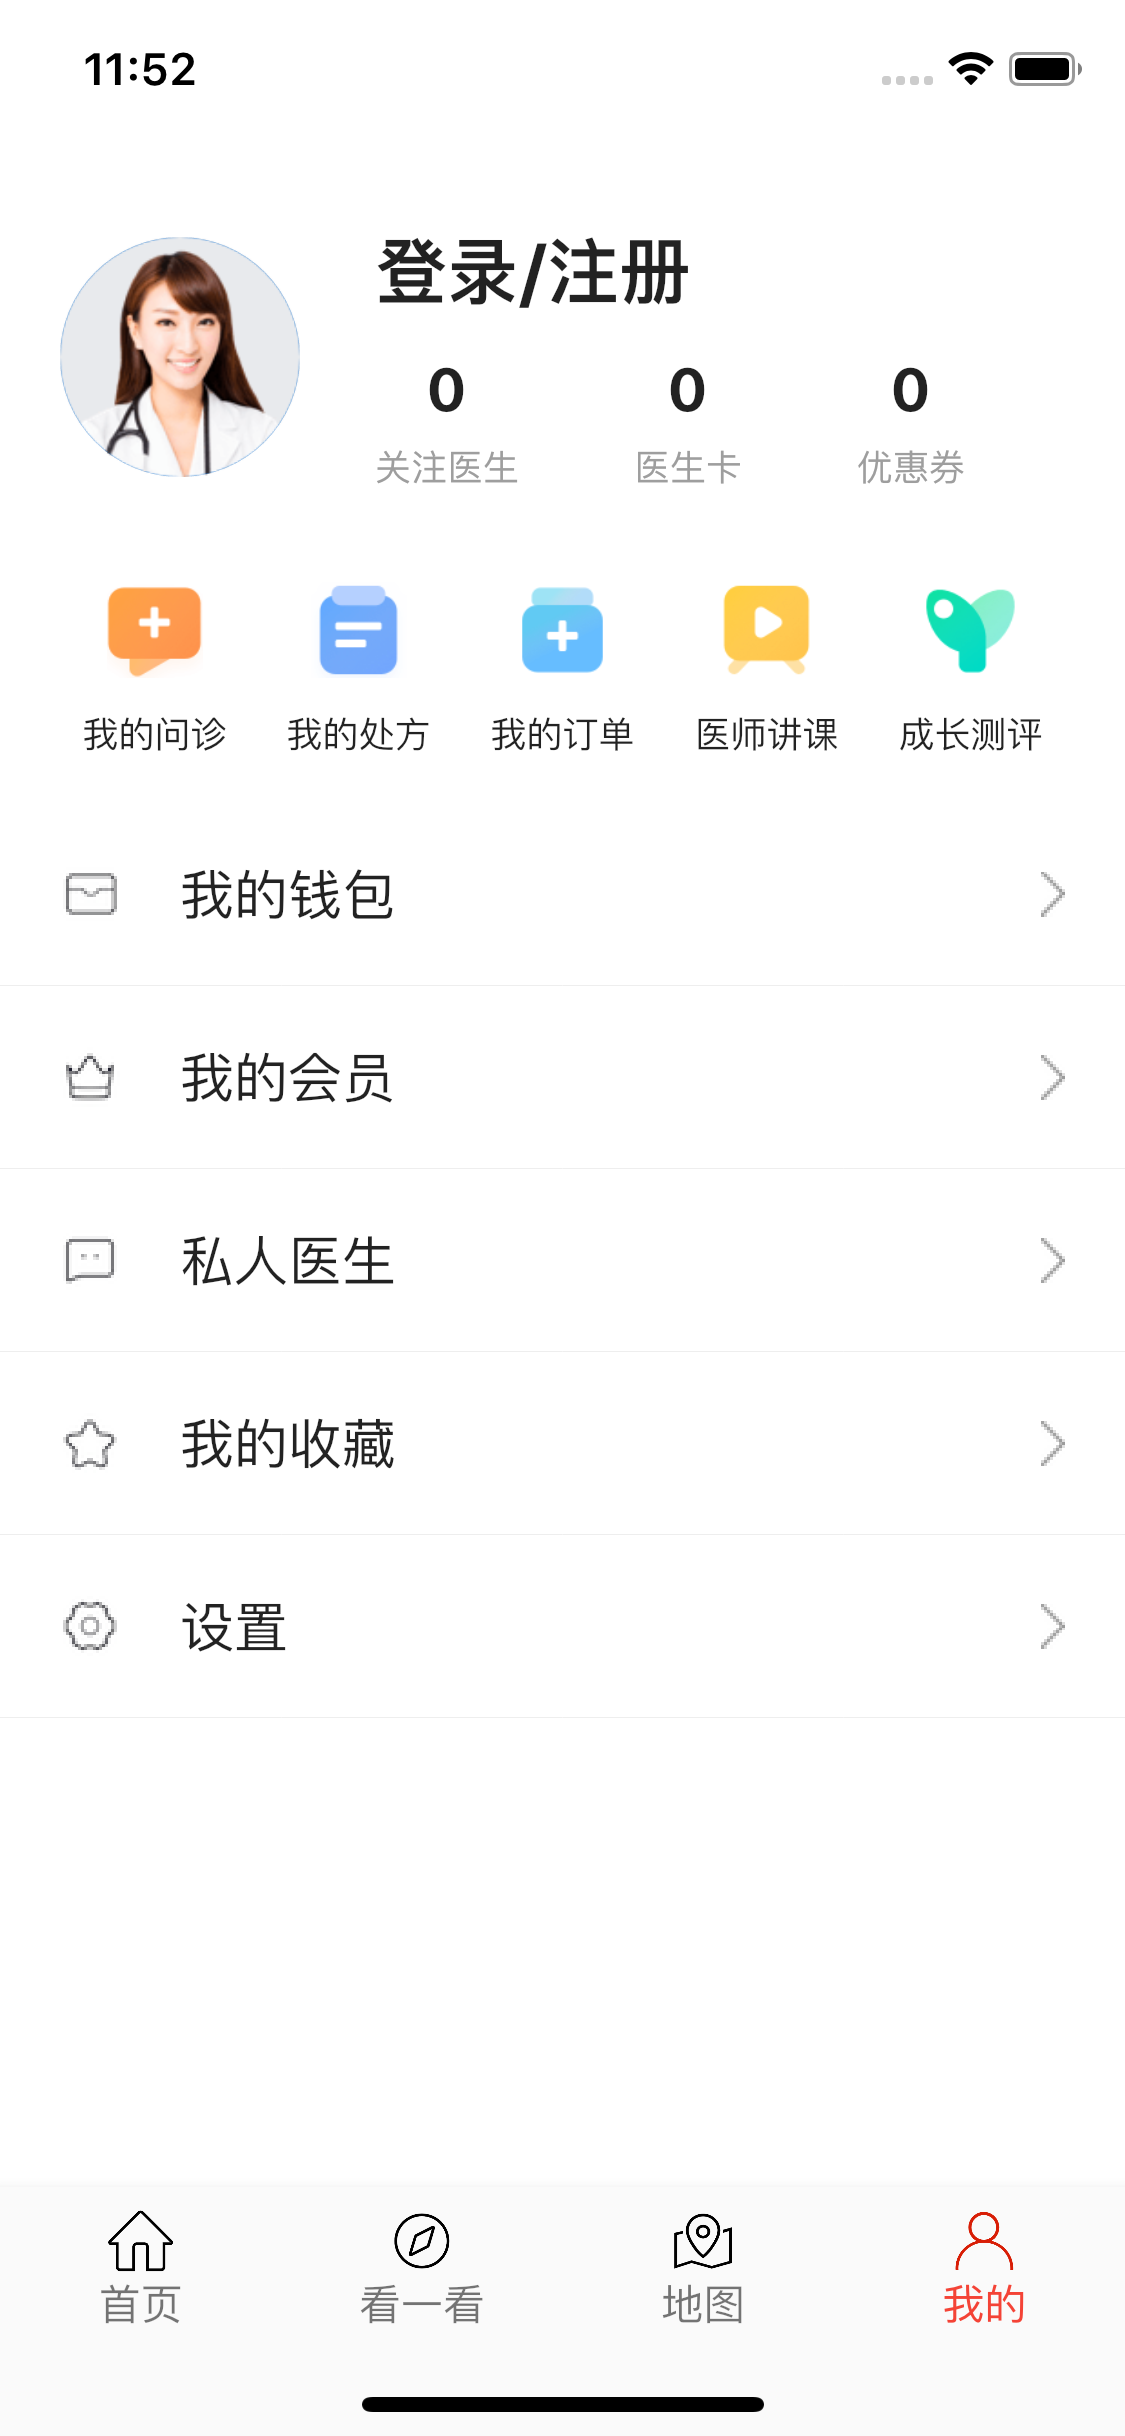 11:52
登录/注册
0 0 0
关注医生 医生卡 优惠券
我的问诊 我的处方 我的订单 医师讲课 成长测评
我的钱包
我的会员
私人医生
我的收藏
设置
首页 看一看 地图 我的